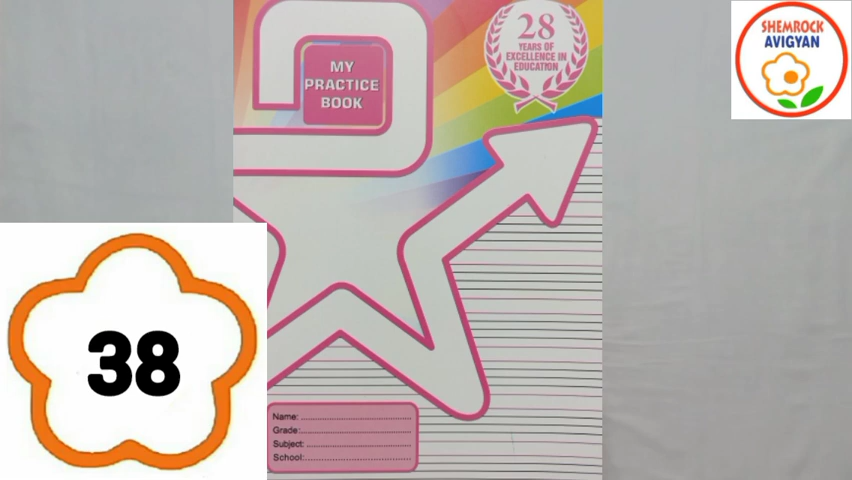 SHEMROCK
AVIGYAN
28
YEARS OF
EXCELLENCE IN
EDUCATION
MY
PRACTICE
BOOK
38
Name:
Grade:
Subject:
School: